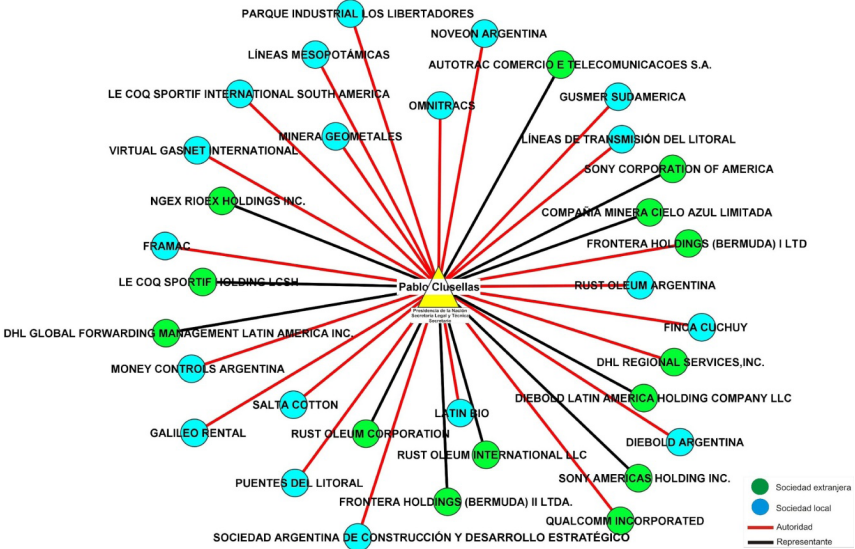 PARQUE INDUSTRIAL LOS LIBERTADORES
NOVEON ARGENTINA
LÍNEAS MESOPOTÁMICAS
AUTOTRAC COMERCIO E TELECOMUNICACOES S.A.
LE COQ SPORTIF INTERNATIONAL SOUTH AMERICA
OMNITRACS
GUSMER SUDAMERICA
MINERA GEOMETALES
LÍNEAS DE TRANSMISIÓN DEL LITORAL
VIRTUAL GASNET INTERNATIONAL
SONY CORPORATION OF AMERICA
NGEX RIOEX HOLDINGS INC.
COMPAÑIA MINERA CIELO AZUL LIMITADA
FRAMAC
FRONTERA HOLDINGS (BERMUDA) I LTD
LE COQ SPORTIF HOLDING LCSH
Pablo Clusellas
RUST OLEUM ARGENTINA
Presidencia de la Nación
Secretaría Legal y Técnica
Secretario
FINCA CUCHUY
DHL GLOBAL FORWARDING MANAGEMENT LATIN AMERICA INC.
DHL REGIONAL SERVICES,INC.
MONEY CONTROLS ARGENTINA
DIEBOLD LATIN AMERICA HOLDING COMPANY LLC
SALTA COTTON
LATIN BIO
GALILEO RENTAL
RUST OLEUM CORPORATION
DIEBOLD ARGENTINA
RUST OLEUM INTERNATIONAL LLC
PUENTES DEL LITORAL
SONY AMERICAS HOLDING INC.
FRONTERA HOLDINGS (BERMUDA) II LTDA.
QUALCOMM INCORPORATED
SOCIEDAD ARGENTINA DE CONSTRUCCIÓN Y DESARROLLO ESTRATÉGICO
Sociedad extranjera
Sociedad local
Autoridad
Representante